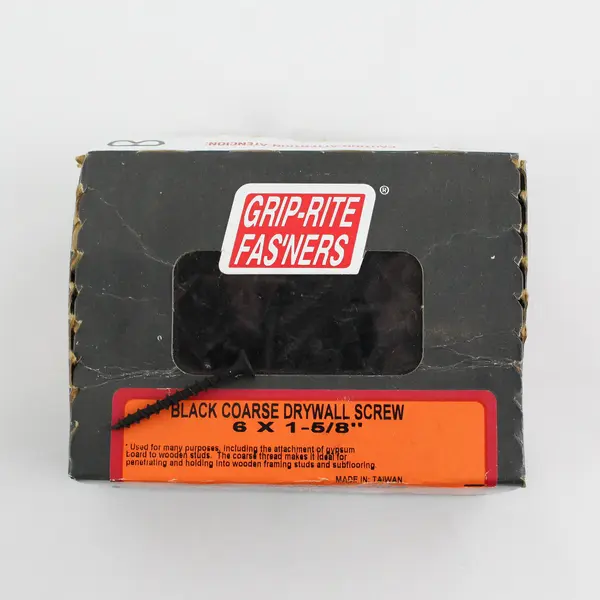 GRIP-RITE
FAS'NERS
®
BLACK COARSE DRYWALL SCREW
6 X 1-5/8"
* Used for many purposes, including the attachment of gypsum
board to wooden studs. The coarse thread makes it ideal for
penetrating and holding into wooden framing studs and subflooring.
MADE IN: TAIWAN